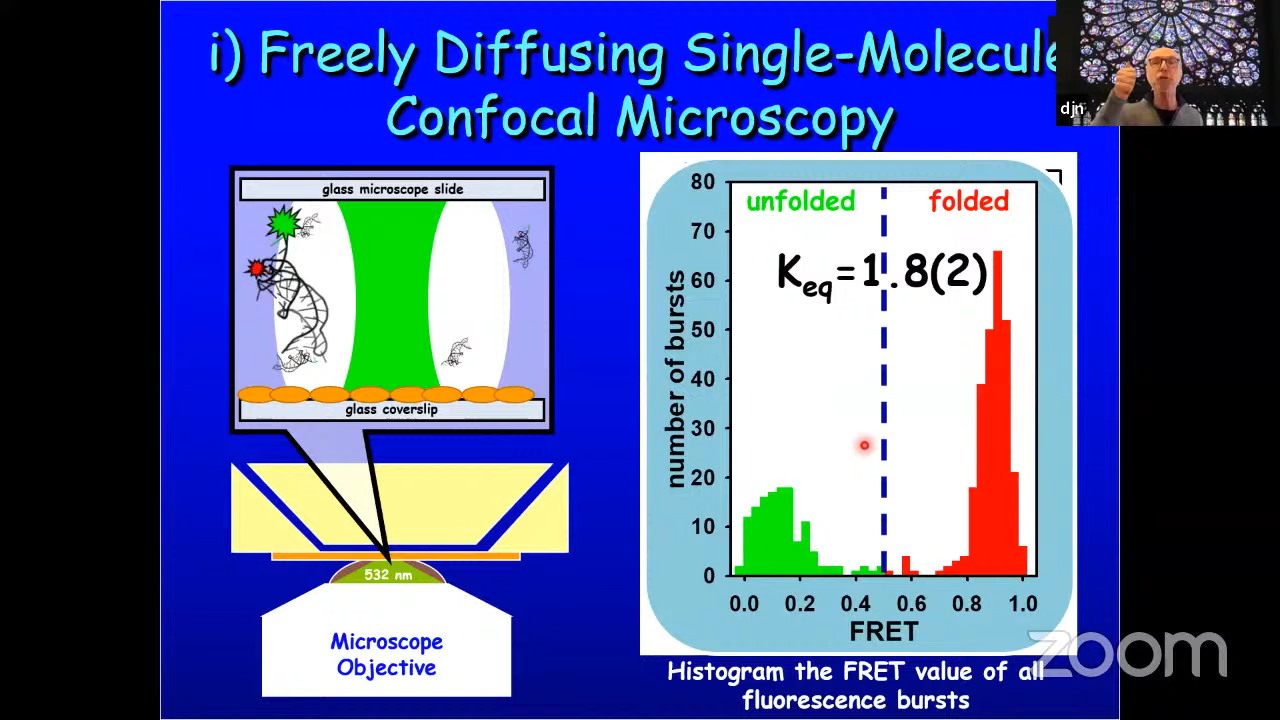 i) Freely Diffusing Single-Molecule
Confocal Microscopy
djn
glass microscope slide
glass coverslip
532 nm
Microscope
Objective
unfolded
folded
Keq=1.8(2)
number of bursts
80
70
60
50
40
30
20
10
0
0.0 0.2 0.4 0.6 0.8 1.0
FRET
Histogram the FRET value of all
fluorescence bursts
zoom